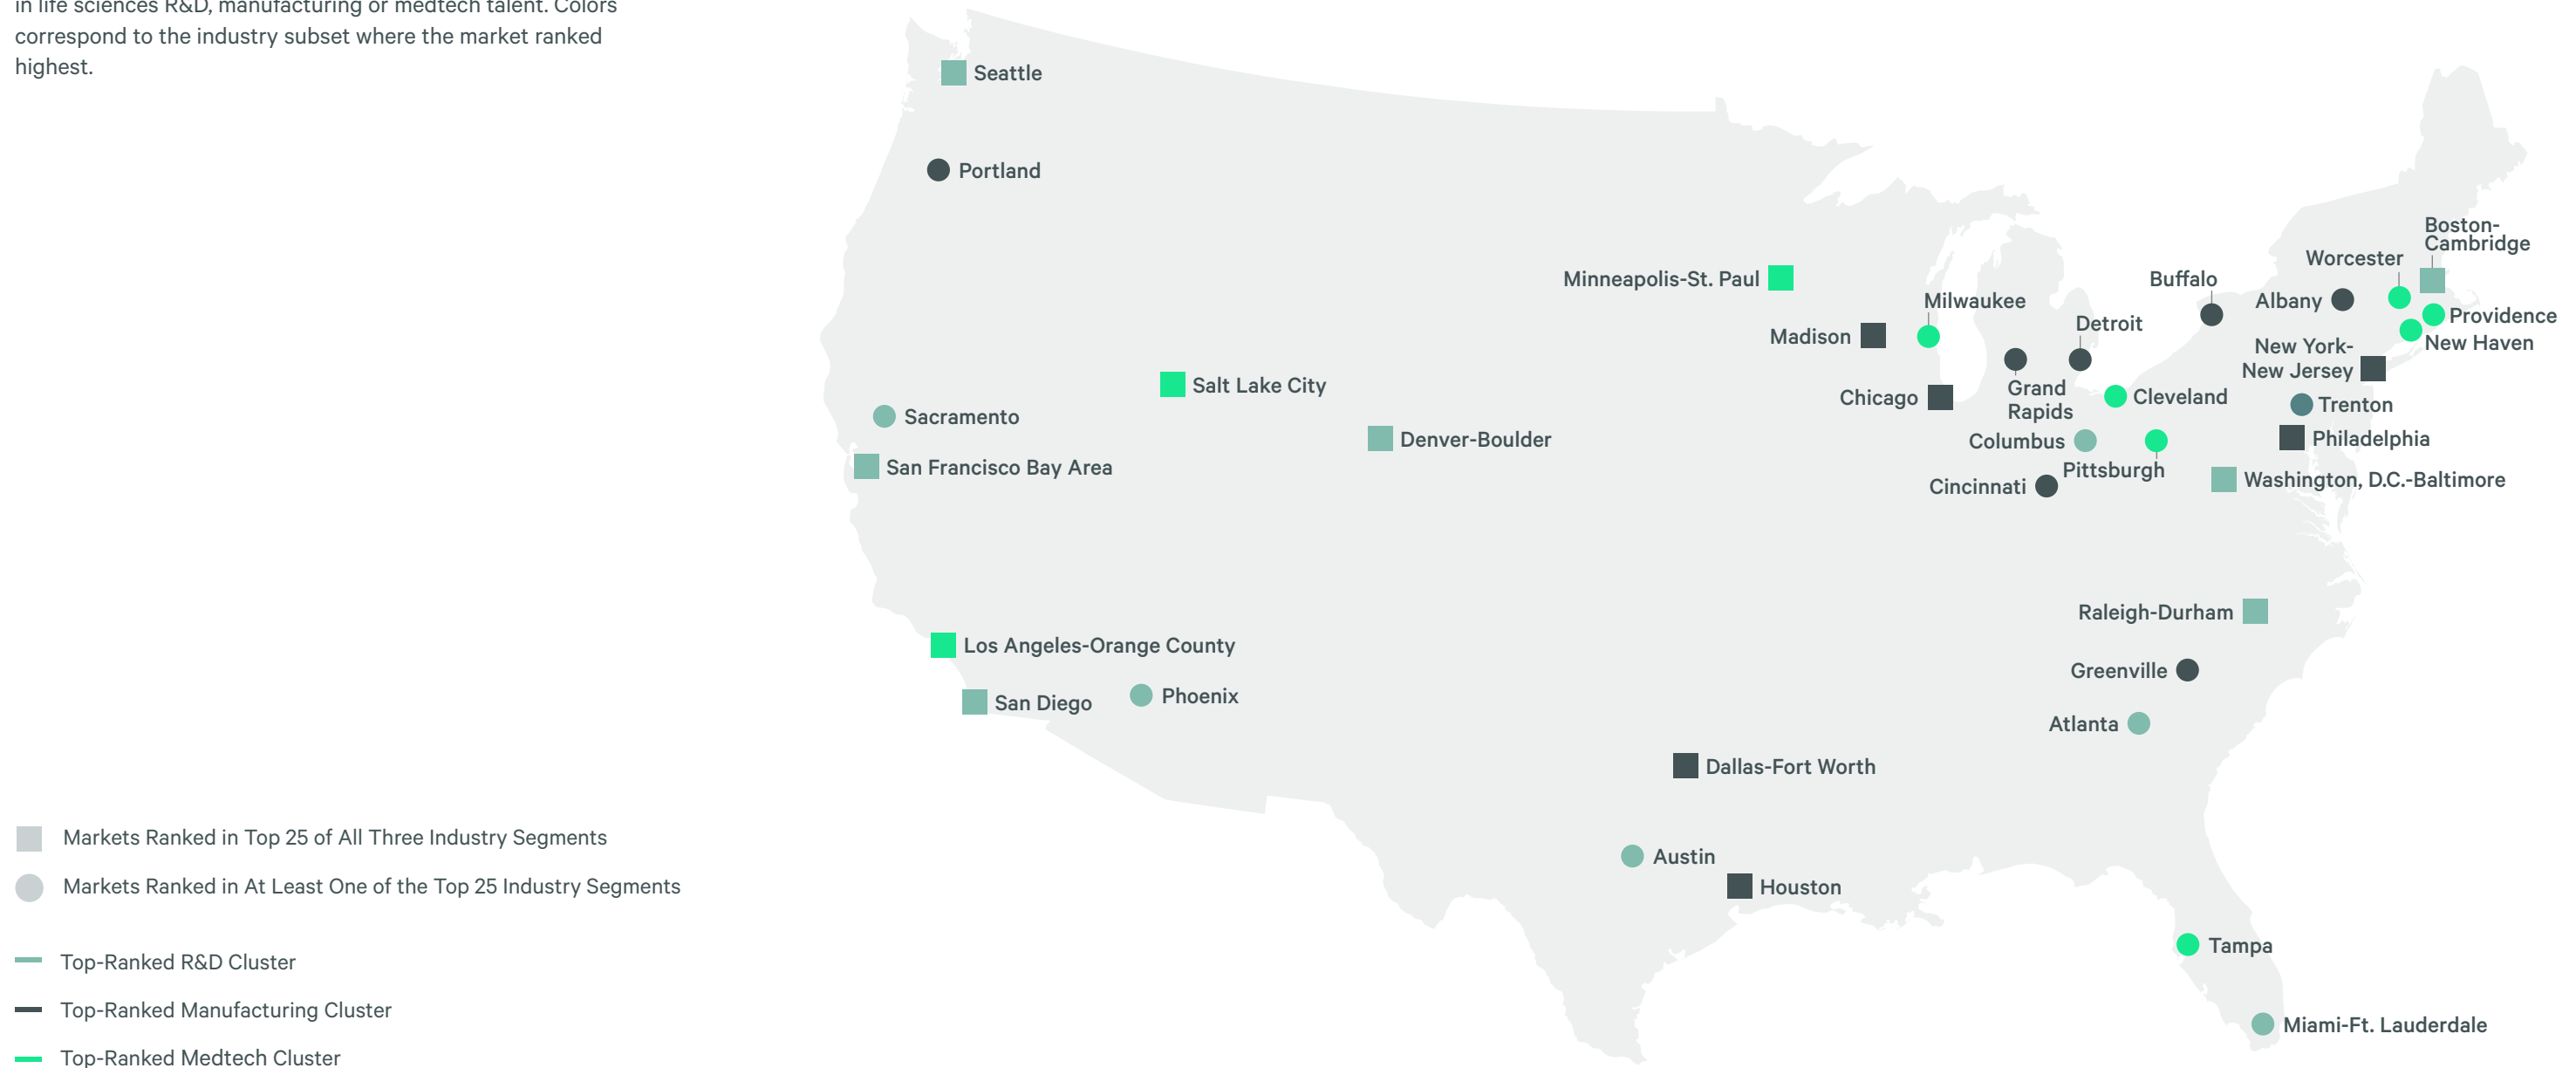 in life sciences R&D, manufacturing or medtech talent. Colors
correspond to the industry subset where the market ranked
highest.
Seattle
Portland
Boston-
Cambridge
Worcester
Minneapolis-St. Paul
Buffalo
Albany
Milwaukee
Providence
Detroit
Madison
New Haven
New York-
New Jersey
Salt Lake City
Grand
Rapids
Chicago
Cleveland
Trenton
Sacramento
Denver-Boulder
Columbus
Philadelphia
San Francisco Bay Area
Pittsburgh
Washington, D.C.-Baltimore
Cincinnati
Raleigh-Durham
Los Angeles-Orange County
Greenville
San Diego
Phoenix
Atlanta
Dallas-Fort Worth
Markets Ranked in Top 25 of All Three Industry Segments
Austin
Markets Ranked in At Least One of the Top 25 Industry Segments
Houston
Tampa
Top-Ranked R&D Cluster
Top-Ranked Manufacturing Cluster
Miami-Ft. Lauderdale
Top-Ranked Medtech Cluster